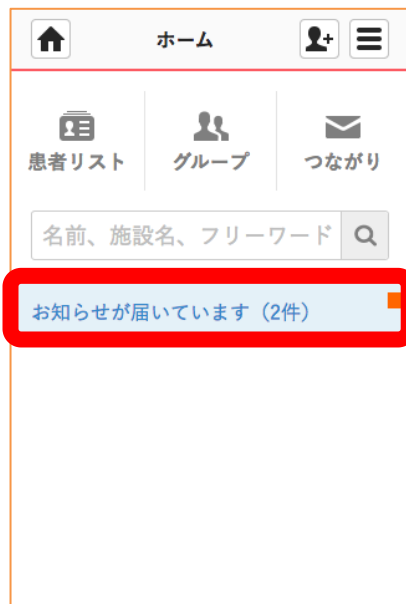 ホーム
患者リスト グループ つながり
名前、施設名、フリーワード
お知らせが届いています（2件）